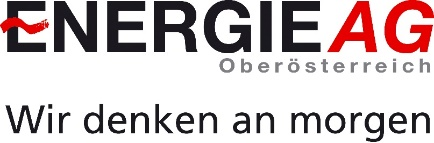 ENERGIE AG
Oberösterreich
Wir denken an morgen